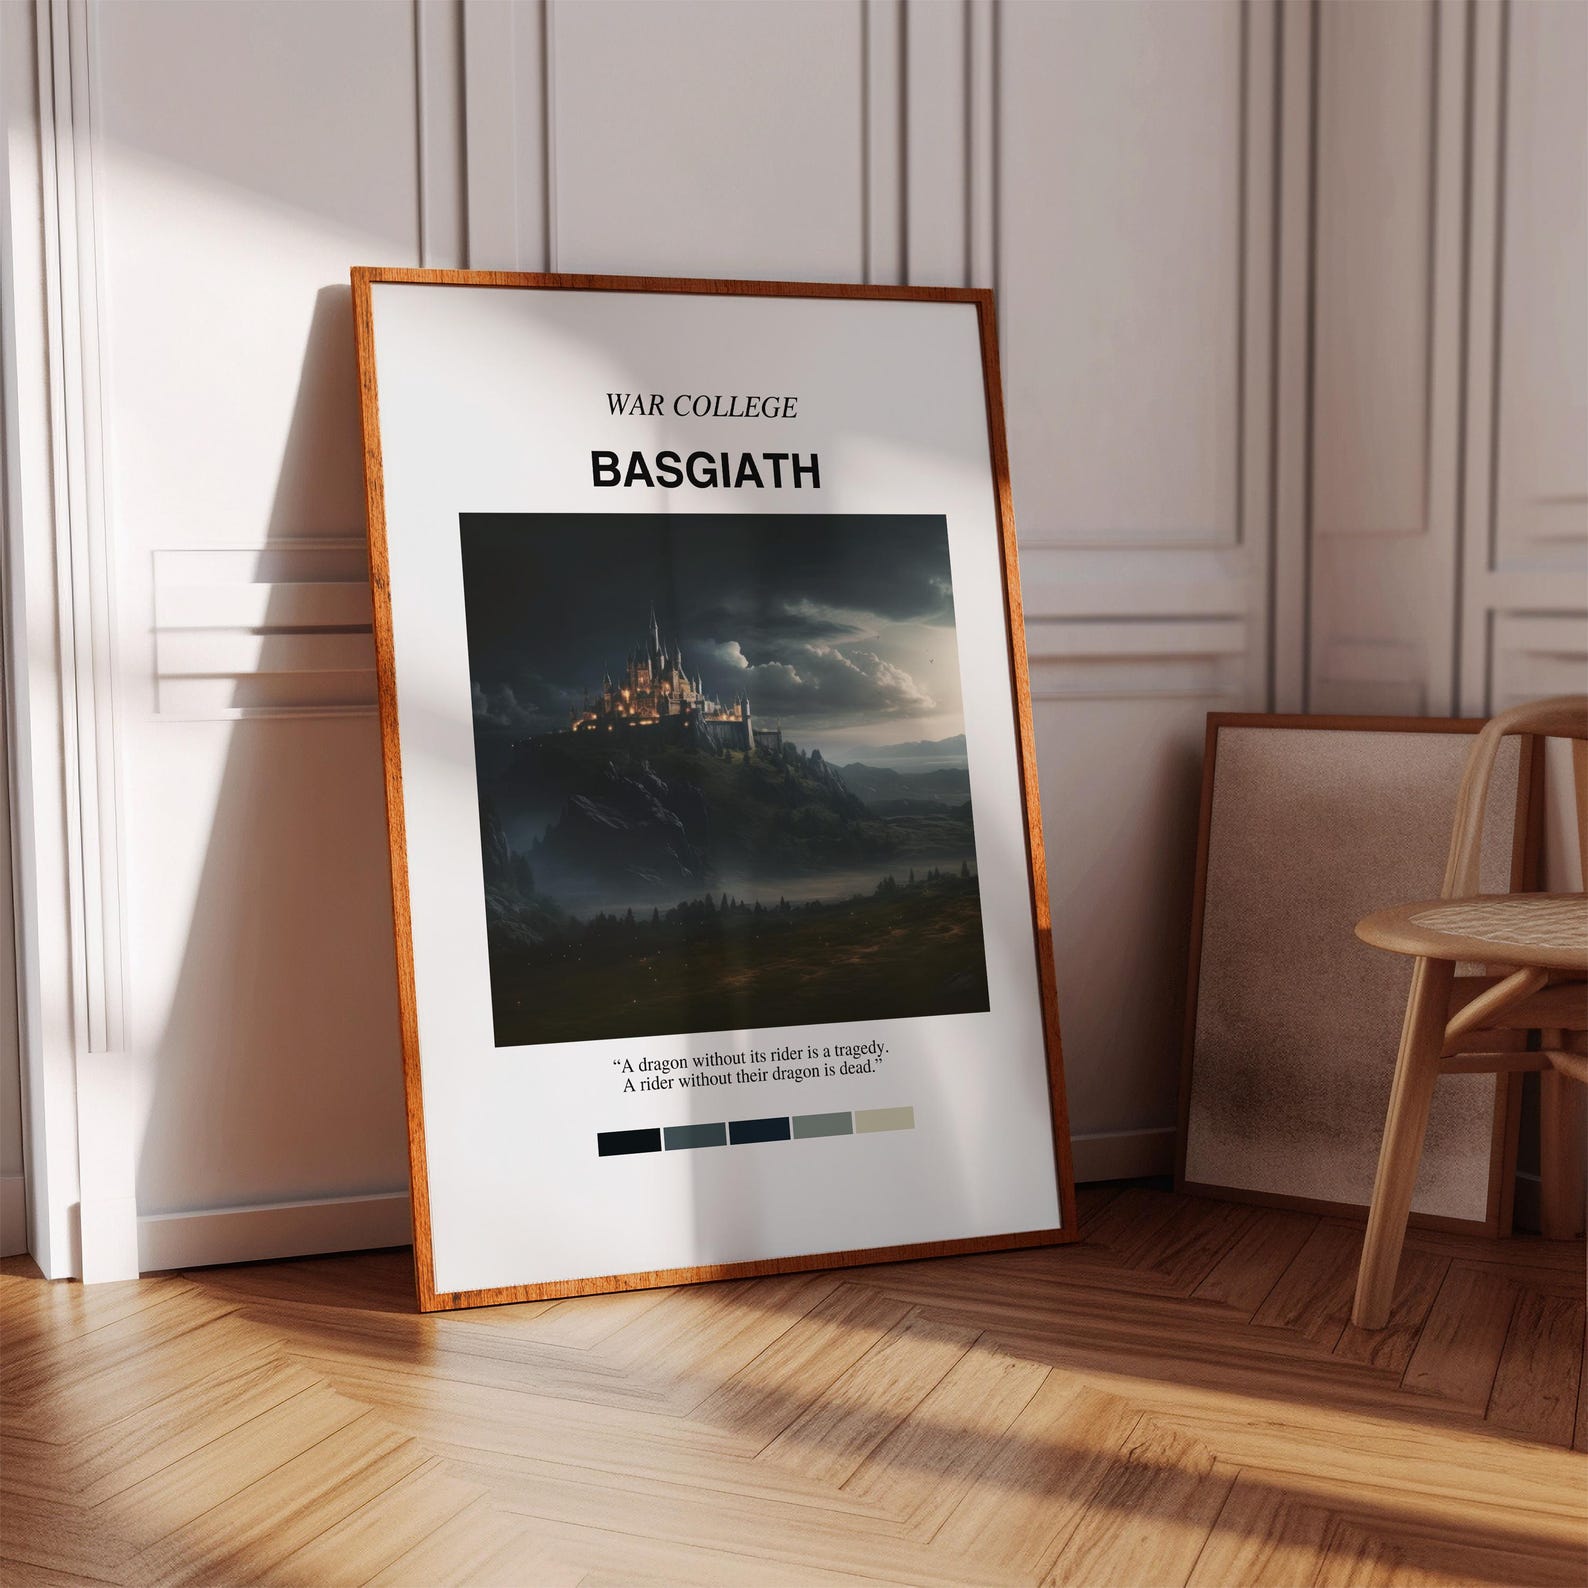 WAR COLLEGE
BASGIATH
“A dragon without its rider is a tragedy.
A rider without their dragon is dead.”